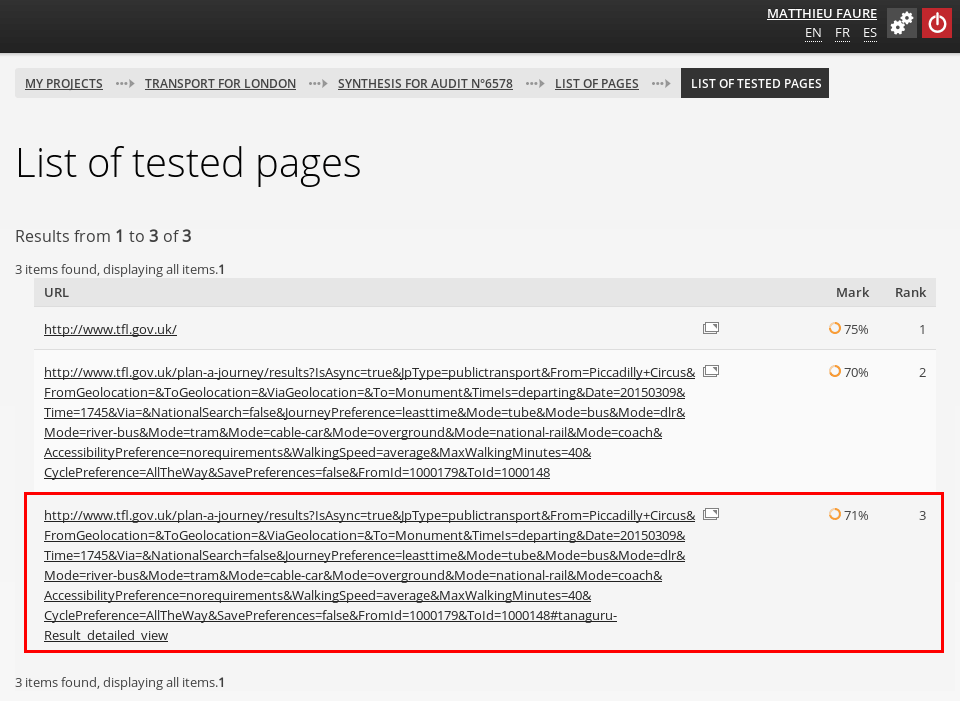 MATTHIEU FAURE
EN FR ES
MY PROJECTS TRANSPORT FOR LONDON SYNTHESIS FOR AUDIT N°6578 LIST OF PAGES LIST OF TESTED PAGES
List of tested pages
Results from 1 to 3 of 3
3 items found, displaying all items.1
URL Mark Rank
http://www.tfl.gov.uk/ 75% 1
http://www.tfl.gov.uk/plan-a-journey/results?IsAsync=true&JpType=publictransport&From=Piccadilly+Circus& 70% 2
FromGeolocation=&ToGeolocation=&ViaGeolocation=&To=Monument&TimeIs=departing&Date=20150309&
Time=1745&Via=&NationalSearch=false&JourneyPreference=leasttime&Mode=tube&Mode=bus&Mode=dlr&
Mode=river-bus&Mode=tram&Mode=cable-car&Mode=overground&Mode=national-rail&Mode=coach&
AccessibilityPreference=norequirements&WalkingSpeed=average&MaxWalkingMinutes=40&
CyclePreference=AllTheWay&SavePreferences=false&FromId=1000179&ToId=1000148
http://www.tfl.gov.uk/plan-a-journey/results?IsAsync=true&JpType=publictransport&From=Piccadilly+Circus& 71% 3
FromGeolocation=&ToGeolocation=&ViaGeolocation=&To=Monument&TimeIs=departing&Date=20150309&
Time=1745&Via=&NationalSearch=false&JourneyPreference=leasttime&Mode=tube&Mode=bus&Mode=dlr&
Mode=river-bus&Mode=tram&Mode=cable-car&Mode=overground&Mode=national-rail&Mode=coach&
AccessibilityPreference=norequirements&WalkingSpeed=average&MaxWalkingMinutes=40&
CyclePreference=AllTheWay&SavePreferences=false&FromId=1000179&ToId=1000148#tanaguru-
Result_detailed_view
3 items found, displaying all items.1